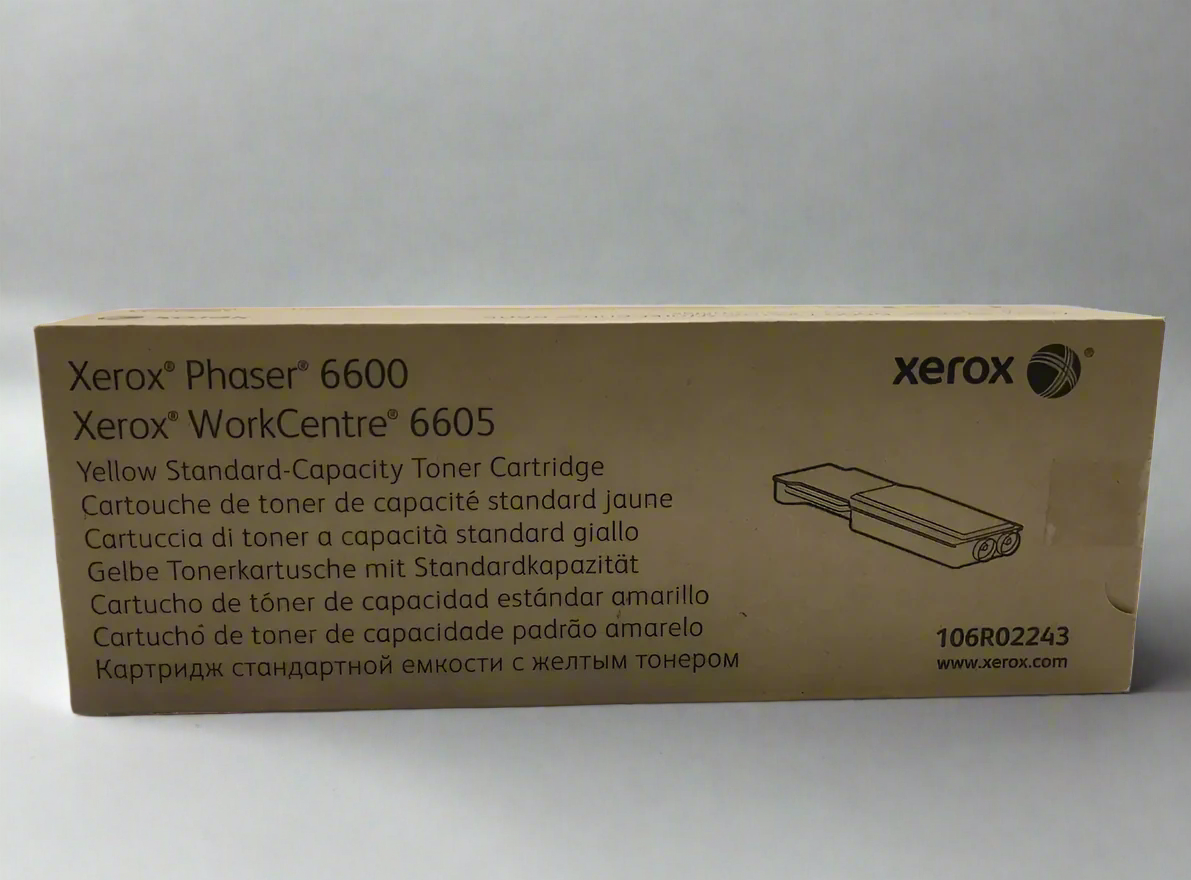 Xerox® Phaser® 6600
Xerox® WorkCentre® 6605
Yellow Standard-Capacity Toner Cartridge
Cartouche de toner de capacité standard jaune
Cartuccia di toner a capacità standard giallo
Gelbe Tonerkartusche mit Standardkapazität
Cartucho de tóner de capacidad estándar amarillo
Cartucho de toner de capacidade padrão amarelo
Картридж стандартной емкости с желтым тонером
xerox ®
106R02243
www.xerox.com